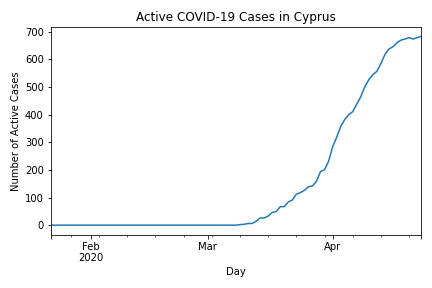 Active COVID-19 Cases in Cyprus
Number of Active Cases
700
600
500
400
300
200
100
0
Feb
2020
Mar
Apr
Day